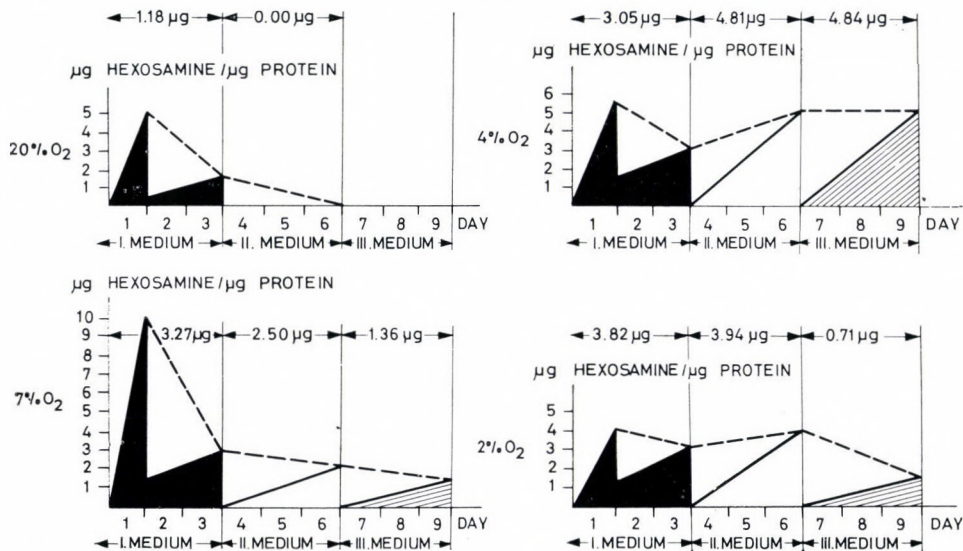 1.18 µg 0.00 µg
µg HEXOSAMINE/µg PROTEIN
5
4
3
2
1
20% O₂
1 2 3 4 5 6 7 8 9 DAY
I. MEDIUM II. MEDIUM III. MEDIUM
3.05 µg 4.81 µg 4.84 µg
µg HEXOSAMINE/µg PROTEIN
6
5
4
3
2
1
4% O₂
1 2 3 4 5 6 7 8 9 DAY
I. MEDIUM II. MEDIUM III. MEDIUM
µg HEXOSAMINE/µg PROTEIN
3.27 µg 2.50 µg 1.36 µg
10
9
8
7
6
5
4
3
2
1
7% O₂
1 2 3 4 5 6 7 8 9 DAY
I. MEDIUM II. MEDIUM III. MEDIUM
3.82 µg 3.94 µg 0.71 µg
µg HEXOSAMINE/µg PROTEIN
5
4
3
2
1
2% O₂
1 2 3 4 5 6 7 8 9 DAY
I. MEDIUM II. MEDIUM III. MEDIUM